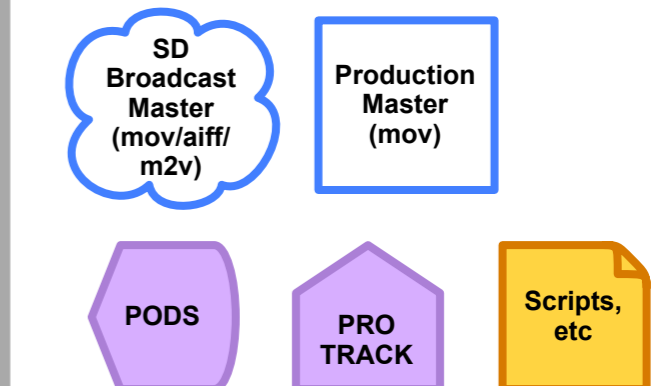 SD
Broadcast
Master
(mov/aiff/
m2v)
Production
Master
(mov)
PODS
PRO
TRACK
Scripts,
etc